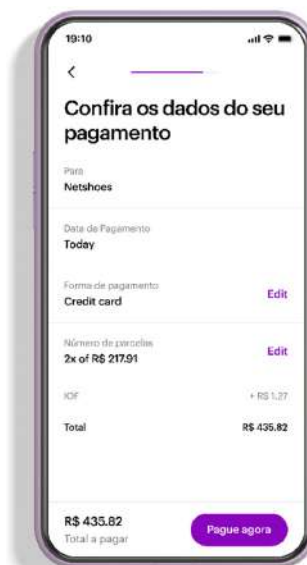 19:10
Confira os dados do seu
pagamento
Para
Netshoes
Data de Pagamento
Today
Forma de pagamento
Credit card
Edit
Número de parcelas
2x of R$ 217.91
Edit
IOF
+ R$ 1.27
Total
R$ 435.82
R$ 435.82
Total a pagar
Pague agora